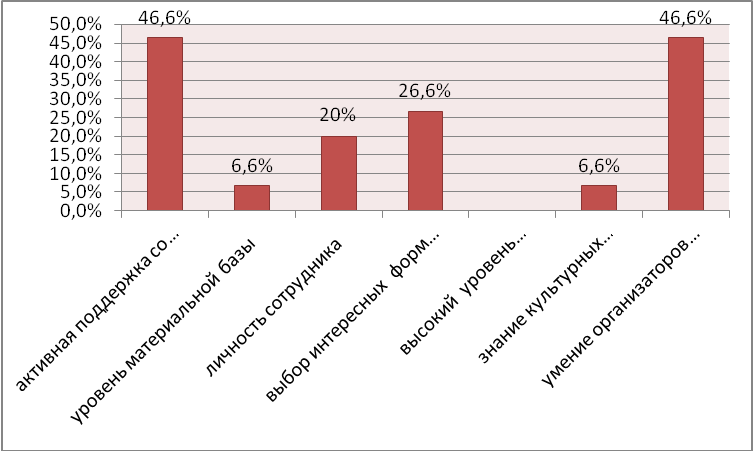 50,0%
45,0%
40,0%
35,0%
30,0%
25,0%
20,0%
15,0%
10,0%
5,0%
0,0%
46,6%
6,6%
20%
26,6%
6,6%
46,6%
активная поддержка со...
уровень материальной базы
личность сотрудника
выбор интересных форм...
высокий уровень...
знание культурных...
умение организаторов...